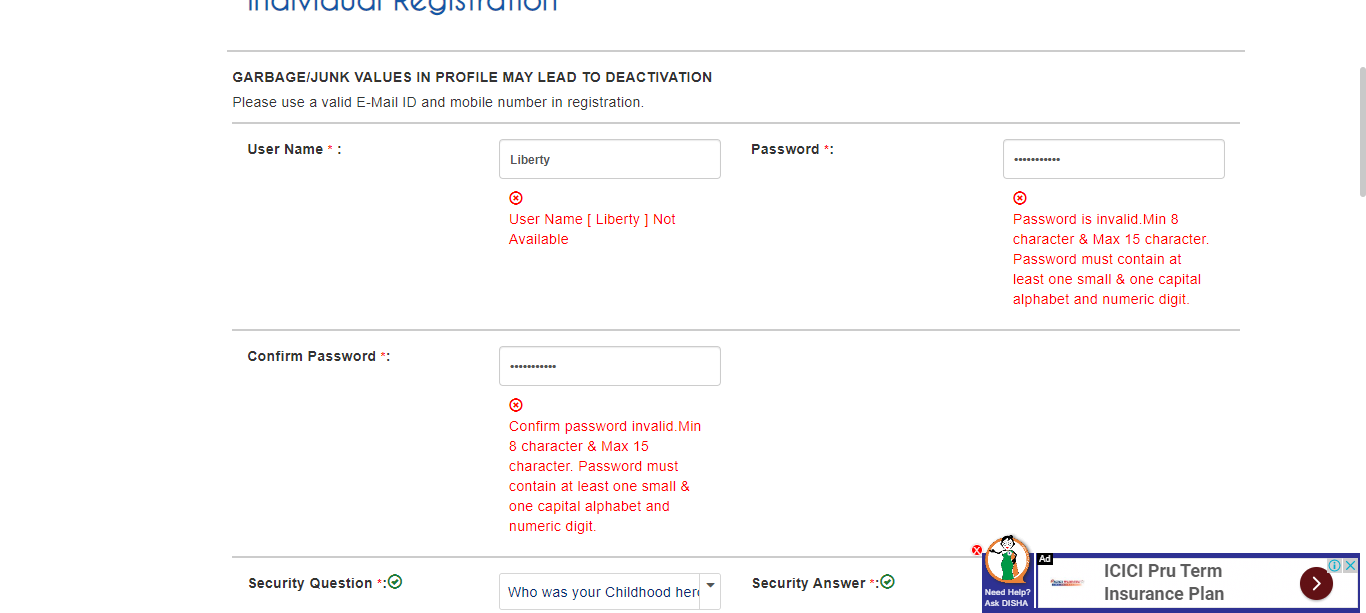 Individual Registration
GARBAGE/JUNK VALUES IN PROFILE MAY LEAD TO DEACTIVATION
Please use a valid E-Mail ID and mobile number in registration.
User Name * :
Liberty
Password *:
•••••••••••
User Name [ Liberty ] Not
Available
Password is invalid.Min 8
character & Max 15 character.
Password must contain at
least one small & one capital
alphabet and numeric digit.
Confirm Password *:
•••••••••••
Confirm password invalid.Min
8 character & Max 15
character. Password must
contain at least one small &
one capital alphabet and
numeric digit.
Security Question *:
Who was your Childhood her
Security Answer *:
Need Help?
Ask DISHA
Ad
ICICI Pru Term
Insurance Plan